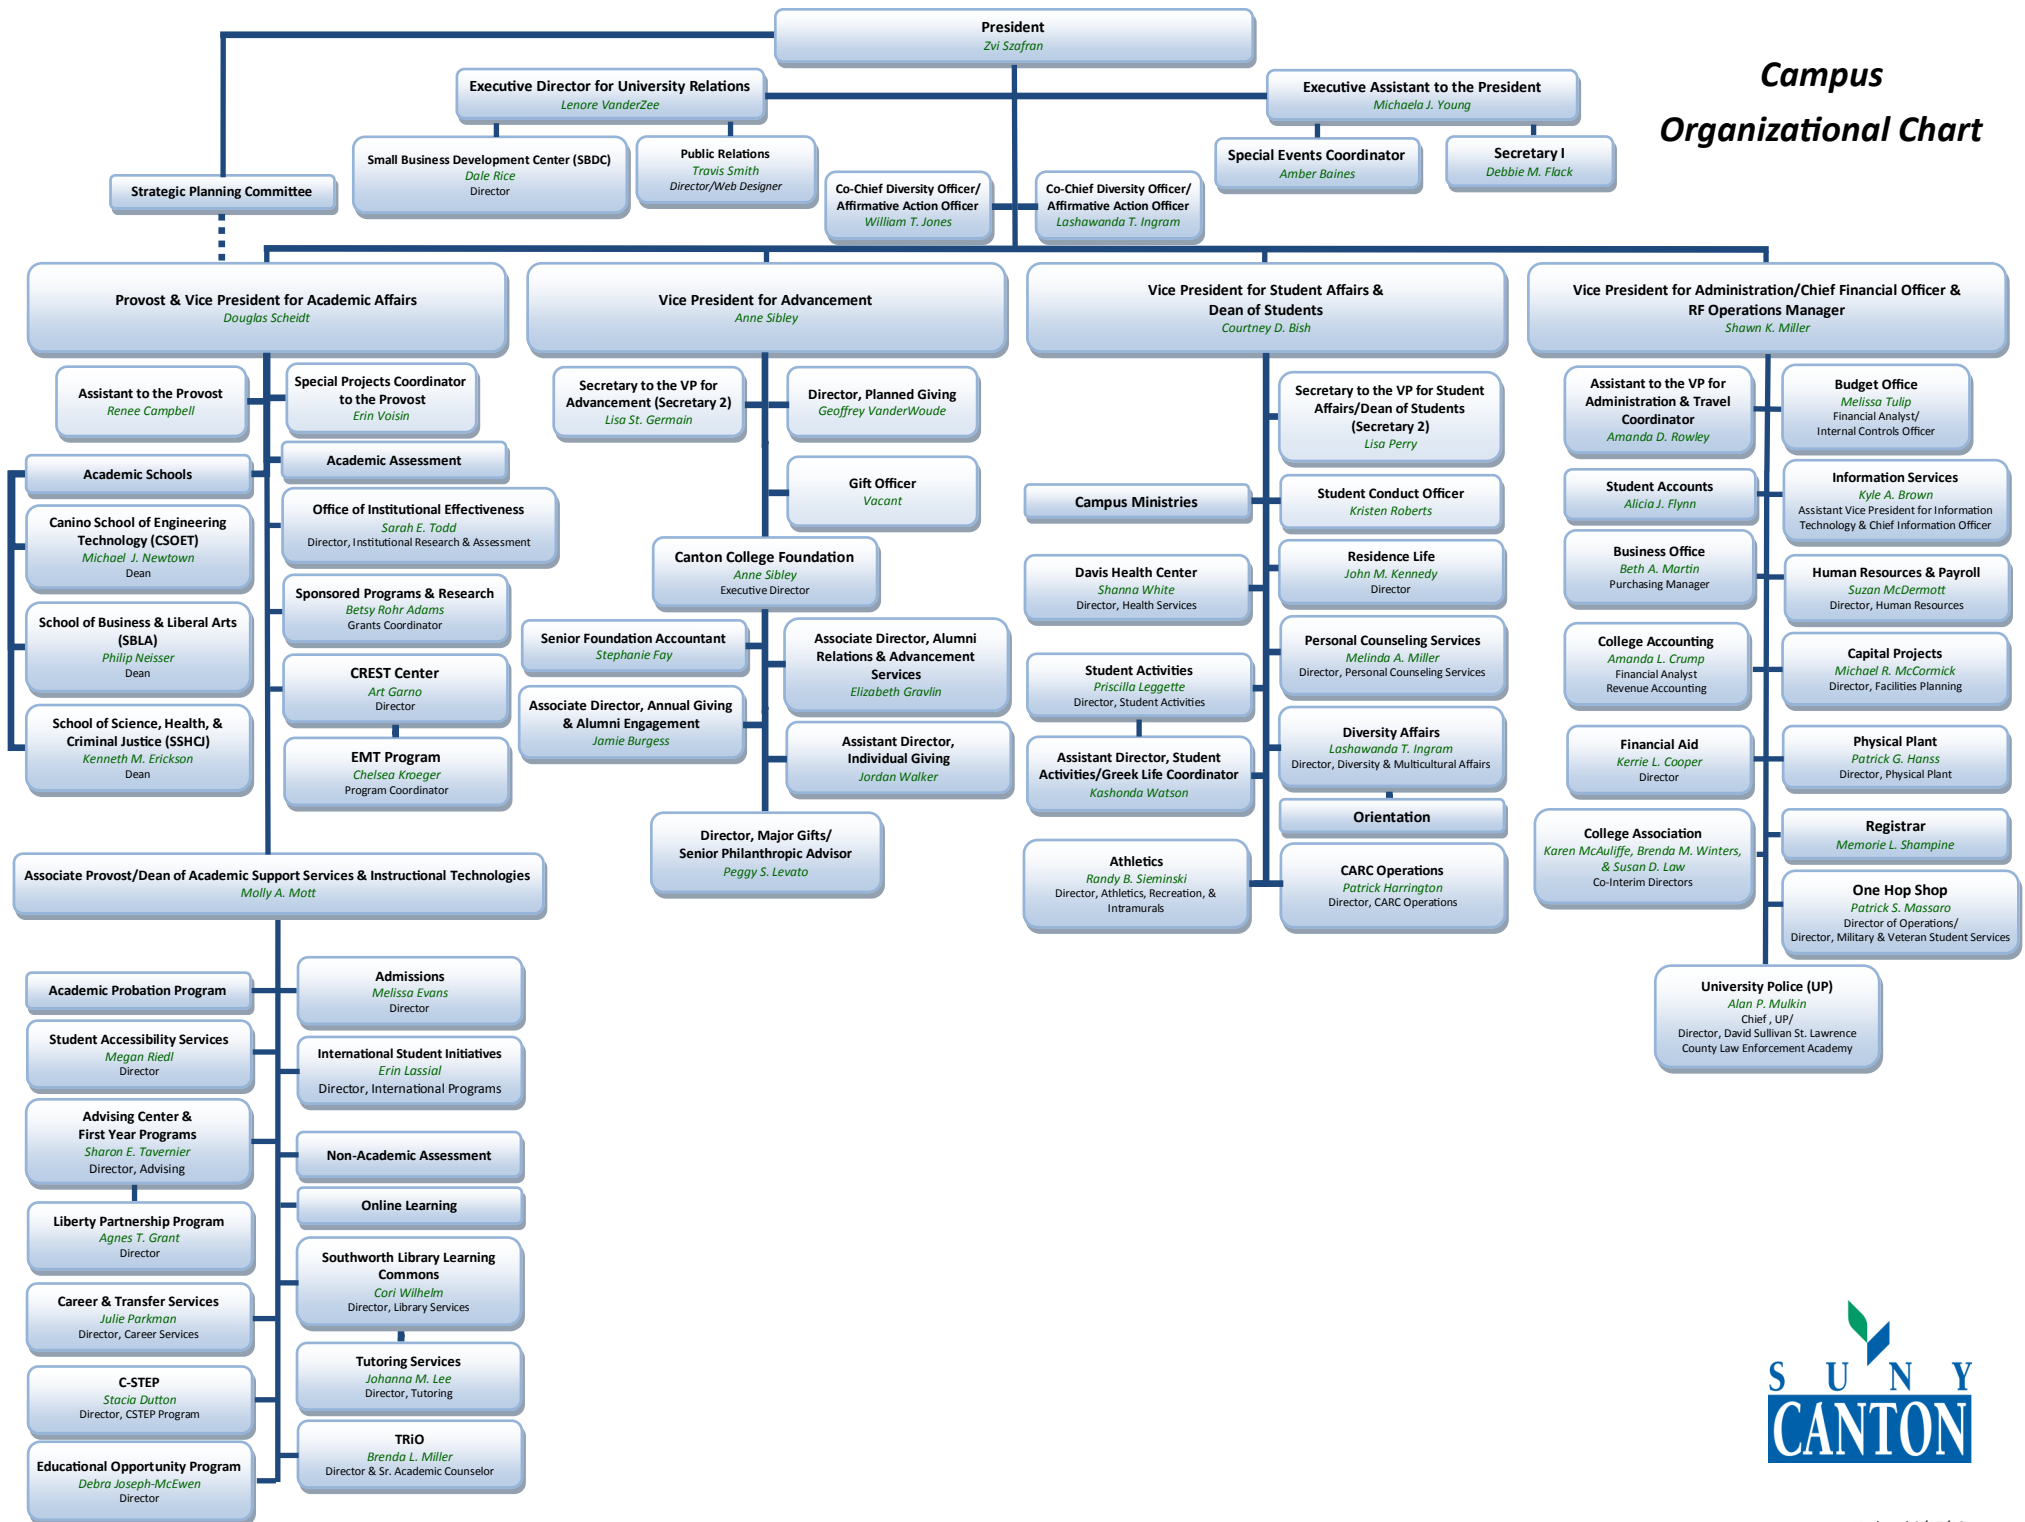 President
Zvi Szafran
Campus
Organizational Chart
Executive Director for University Relations
Lenore VanderZee
Executive Assistant to the President
Michaela J. Young
Small Business Development Center (SBDC)
Dale Rice
Director
Public Relations
Travis Smith
Director/Web Designer
Special Events Coordinator
Amber Baines
Secretary I
Debbie M. Flack
Strategic Planning Committee
Co-Chief Diversity Officer/
Affirmative Action Officer
William T. Jones
Co-Chief Diversity Officer/
Affirmative Action Officer
Lashawanda T. Ingram
Provost & Vice President for Academic Affairs
Douglas Scheidt
Vice President for Advancement
Anne Sibley
Vice President for Student Affairs &
Dean of Students
Courtney D. Bish
Vice President for Administration/Chief Financial Officer &
RF Operations Manager
Shawn K. Miller
Assistant to the Provost
Renee Campbell
Special Projects Coordinator
to the Provost
Erin Voisin
Academic Schools
Academic Assessment
Canino School of Engineering
Technology (CSOET)
Michael J. Newtown
Dean
Office of Institutional Effectiveness
Sarah E. Todd
Director, Institutional Research & Assessment
School of Business & Liberal Arts
(SBLA)
Philip Neisser
Dean
Sponsored Programs & Research
Betsy Rohr Adams
Grants Coordinator
School of Science, Health, &
Criminal Justice (SSHCJ)
Kenneth M. Erickson
Dean
CREST Center
Art Garno
Director
EMT Program
Chelsea Kroeger
Program Coordinator
Associate Provost/Dean of Academic Support Services & Instructional Technologies
Molly A. Mott
Academic Probation Program
Admissions
Melissa Evans
Director
Student Accessibility Services
Megan Riedl
Director
International Student Initiatives
Erin Lassial
Director, International Programs
Advising Center &
First Year Programs
Sharon E. Tavernier
Director, Advising
Non-Academic Assessment
Online Learning
Liberty Partnership Program
Agnes T. Grant
Director
Southworth Library Learning
Commons
Cori Wilhelm
Director, Library Services
Career & Transfer Services
Julie Parkman
Director, Career Services
Tutoring Services
Johanna M. Lee
Director, Tutoring
C-STEP
Stacia Dutton
Director, CSTEP Program
TRiO
Brenda L. Miller
Director & Sr. Academic Counselor
Educational Opportunity Program
Debra Joseph-McEwen
Director
Secretary to the VP for
Advancement (Secretary 2)
Lisa St. Germain
Director, Planned Giving
Geoffrey VanderWoude
Gift Officer
Vacant
Canton College Foundation
Anne Sibley
Executive Director
Senior Foundation Accountant
Stephanie Fay
Associate Director, Alumni
Relations & Advancement
Services
Elizabeth Gravlin
Associate Director, Annual Giving
& Alumni Engagement
Jamie Burgess
Assistant Director,
Individual Giving
Jordan Walker
Director, Major Gifts/
Senior Philanthropic Advisor
Peggy S. Levato
Secretary to the VP for Student
Affairs/Dean of Students
(Secretary 2)
Lisa Perry
Campus Ministries
Student Conduct Officer
Kristen Roberts
Davis Health Center
Shanna White
Director, Health Services
Residence Life
John M. Kennedy
Director
Student Activities
Priscilla Leggette
Director, Student Activities
Personal Counseling Services
Melinda A. Miller
Director, Personal Counseling Services
Assistant Director, Student
Activities/Greek Life Coordinator
Kashonda Watson
Diversity Affairs
Lashawanda T. Ingram
Director, Diversity & Multicultural Affairs
Orientation
Athletics
Randy B. Sieminski
Director, Athletics, Recreation, &
Intramurals
CARC Operations
Patrick Harrington
Director, CARC Operations
Assistant to the VP for
Administration & Travel
Coordinator
Amanda D. Rowley
Budget Office
Melissa Tulip
Financial Analyst/
Internal Controls Officer
Student Accounts
Alicia J. Flynn
Information Services
Kyle A. Brown
Assistant Vice President for Information
Technology & Chief Information Officer
Business Office
Beth A. Martin
Purchasing Manager
Human Resources & Payroll
Suzan McDermott
Director, Human Resources
College Accounting
Amanda L. Crump
Financial Analyst
Revenue Accounting
Capital Projects
Michael R. McCormick
Director, Facilities Planning
Financial Aid
Kerrie L. Cooper
Director
Physical Plant
Patrick G. Hanss
Director, Physical Plant
College Association
Karen McAuliffe, Brenda M. Winters,
& Susan D. Law
Co-Interim Directors
Registrar
Memorie L. Shampine
One Hop Shop
Patrick S. Massaro
Director of Operations/
Director, Military & Veteran Student Services
University Police (UP)
Alan P. Mulkin
Chief , UP/
Director, David Sullivan St. Lawrence
County Law Enforcement Academy
SUNY
CANTON